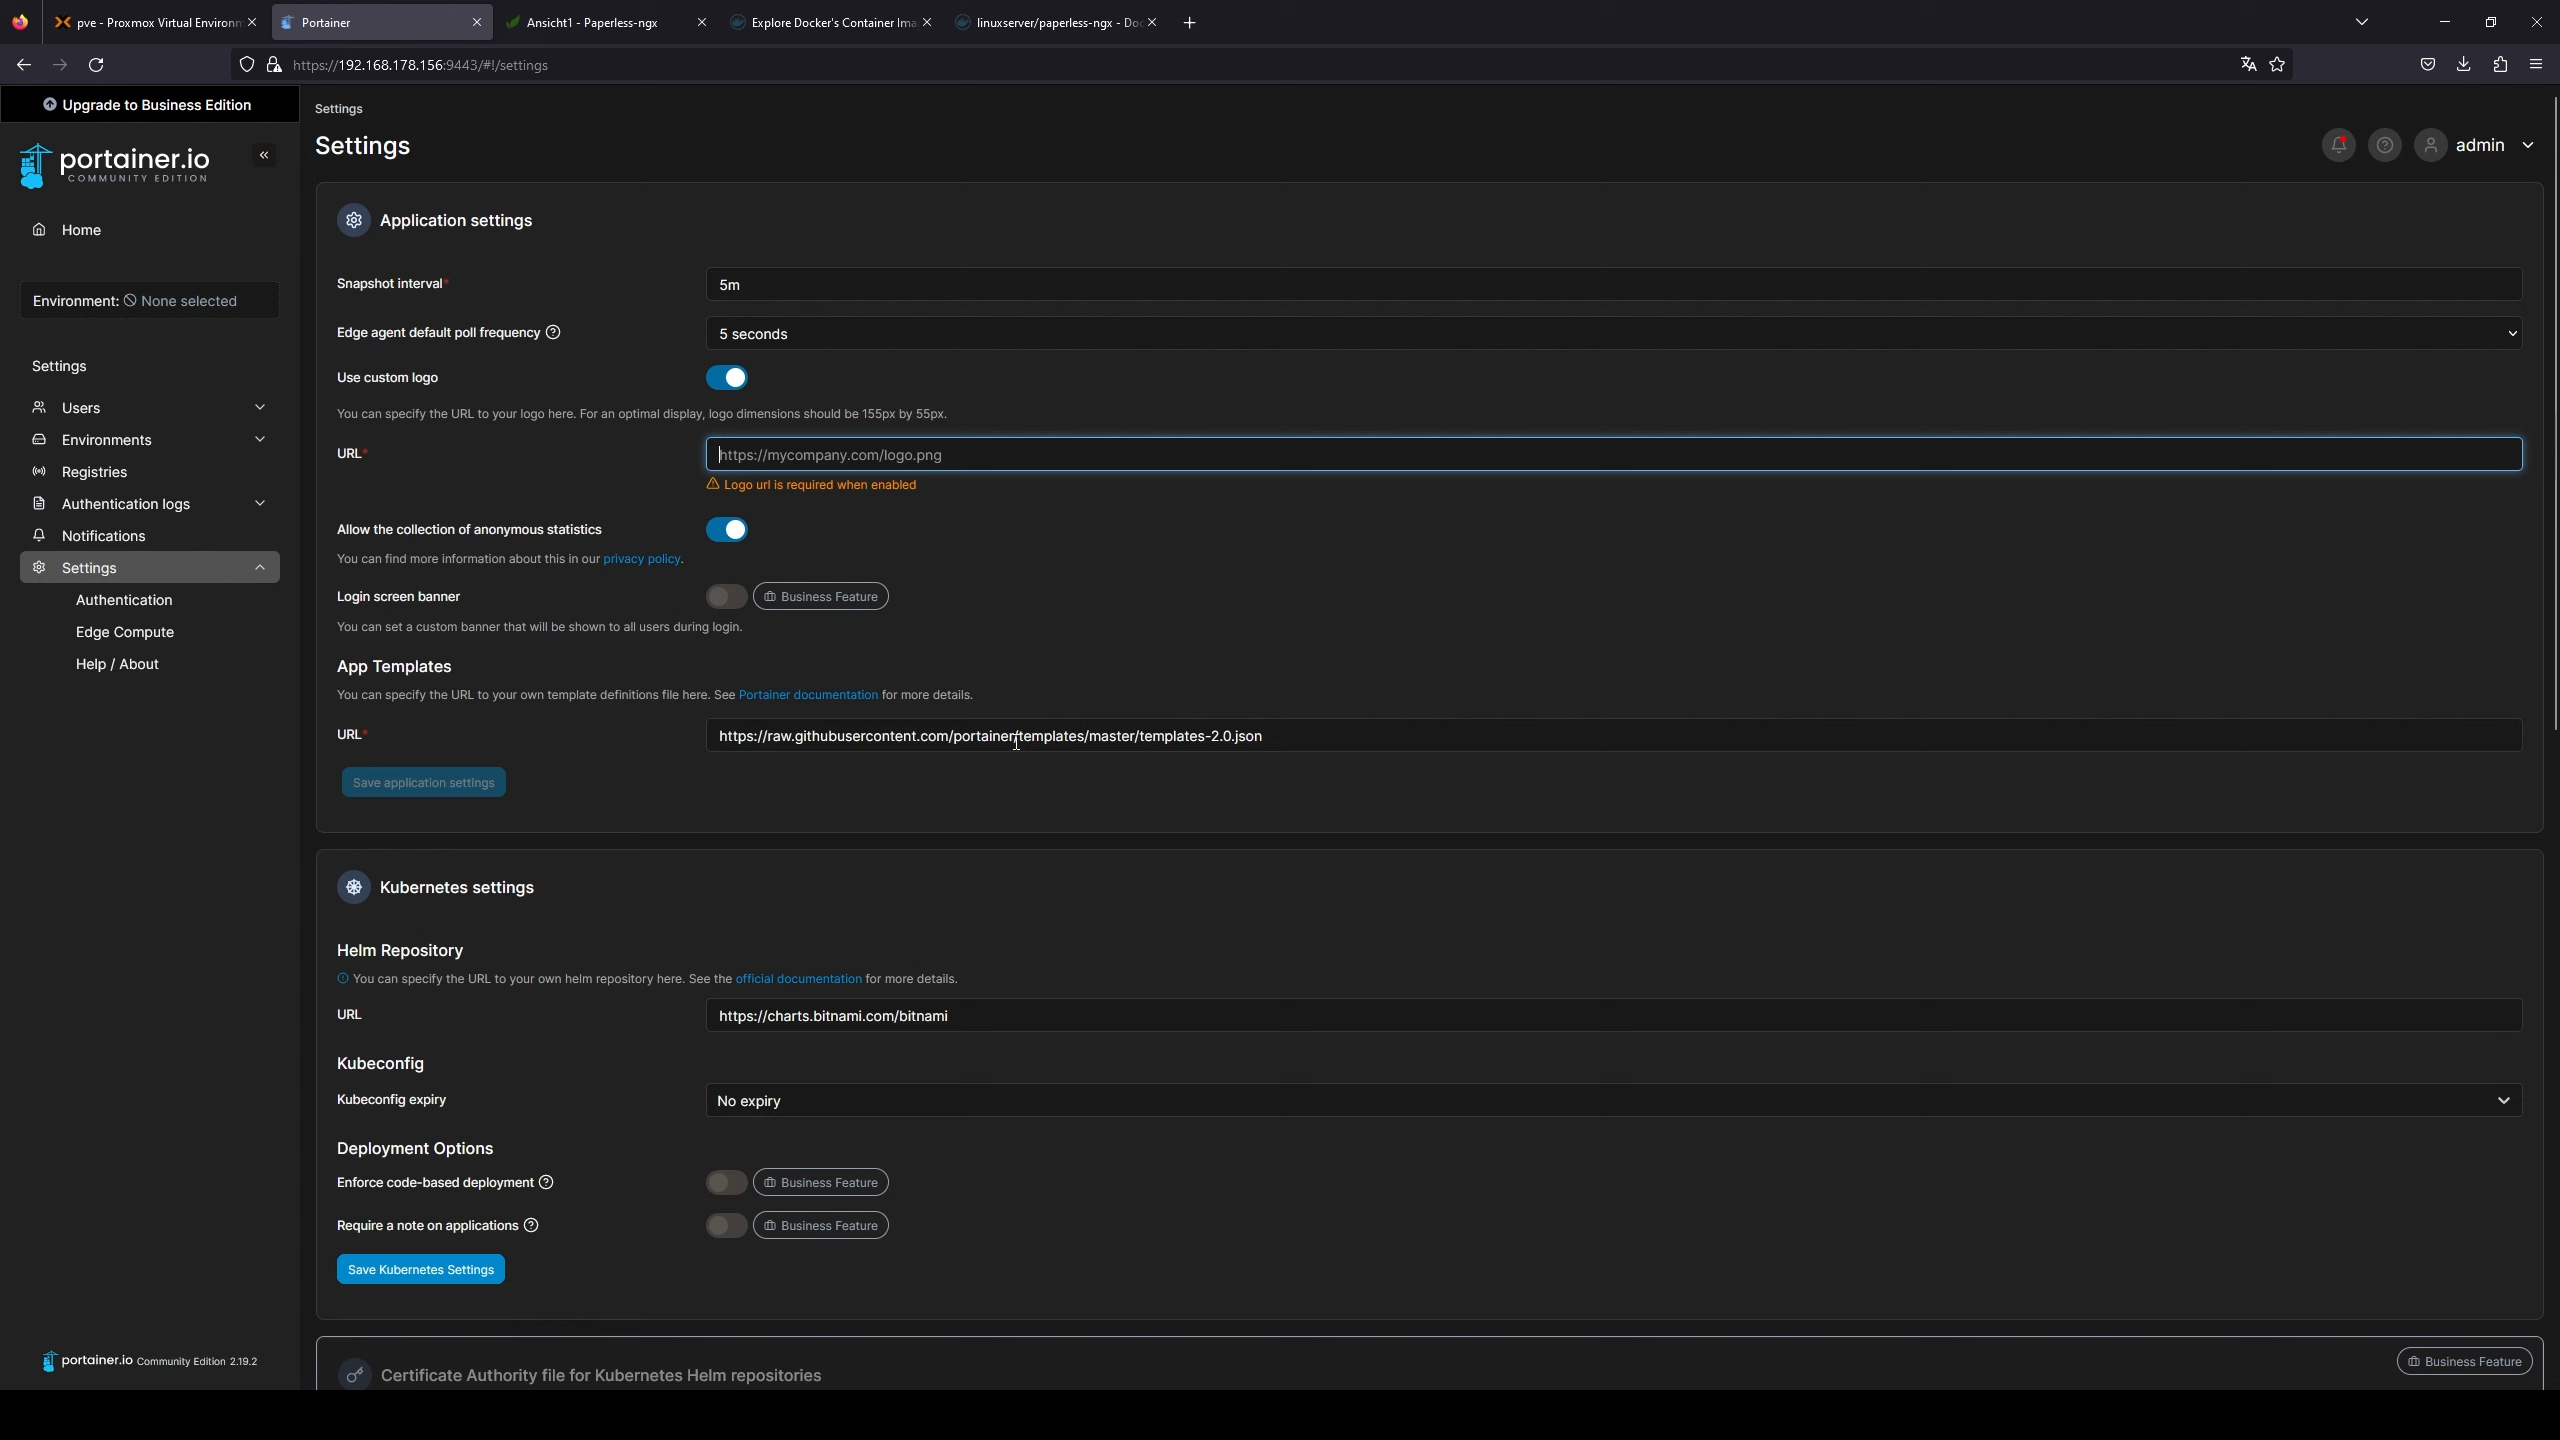 pve - Proxmox Virtual Environm
Portainer
Ansicht1 - Paperless-ngx
Explore Docker's Container Ima
linuxserver/paperless-ngx - Doc
https://192.168.178.156:9443/#!/settings
Upgrade to Business Edition
portainer.io
COMMUNITY EDITION
Home
Environment: None selected
Settings
Users
Environments
Registries
Authentication logs
Notifications
Settings
Authentication
Edge Compute
Help / About
portainer.io Community Edition 2.19.2
Settings
Settings
admin
Application settings
Snapshot interval*
5m
Edge agent default poll frequency
5 seconds
Use custom logo
You can specify the URL to your logo here. For an optimal display, logo dimensions should be 155px by 55px.
URL*
https://mycompany.com/logo.png
Logo url is required when enabled
Allow the collection of anonymous statistics
You can find more information about this in our privacy policy.
Login screen banner
Business Feature
You can set a custom banner that will be shown to all users during login.
App Templates
You can specify the URL to your own template definitions file here. See Portainer documentation for more details.
URL*
https://raw.githubusercontent.com/portainer/templates/master/templates-2.0.json
Save application settings
Kubernetes settings
Helm Repository
You can specify the URL to your own helm repository here. See the official documentation for more details.
URL
https://charts.bitnami.com/bitnami
Kubeconfig
Kubeconfig expiry
No expiry
Deployment Options
Enforce code-based deployment
Business Feature
Require a note on applications
Business Feature
Save Kubernetes Settings
Certificate Authority file for Kubernetes Helm repositories
Business Feature